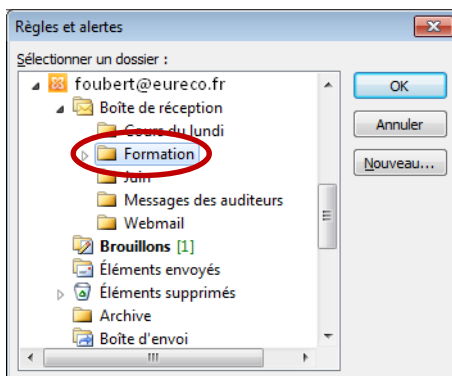 Règles et alertes
Sélectionner un dossier :
foubert@eureco.fr
Boîte de réception
Cours du lundi
Formation
Juin
Messages des auditeurs
Webmail
Brouillons [1]
Éléments envoyés
Éléments supprimés
Archive
Boîte d'envoi
OK
Annuler
Nouveau...